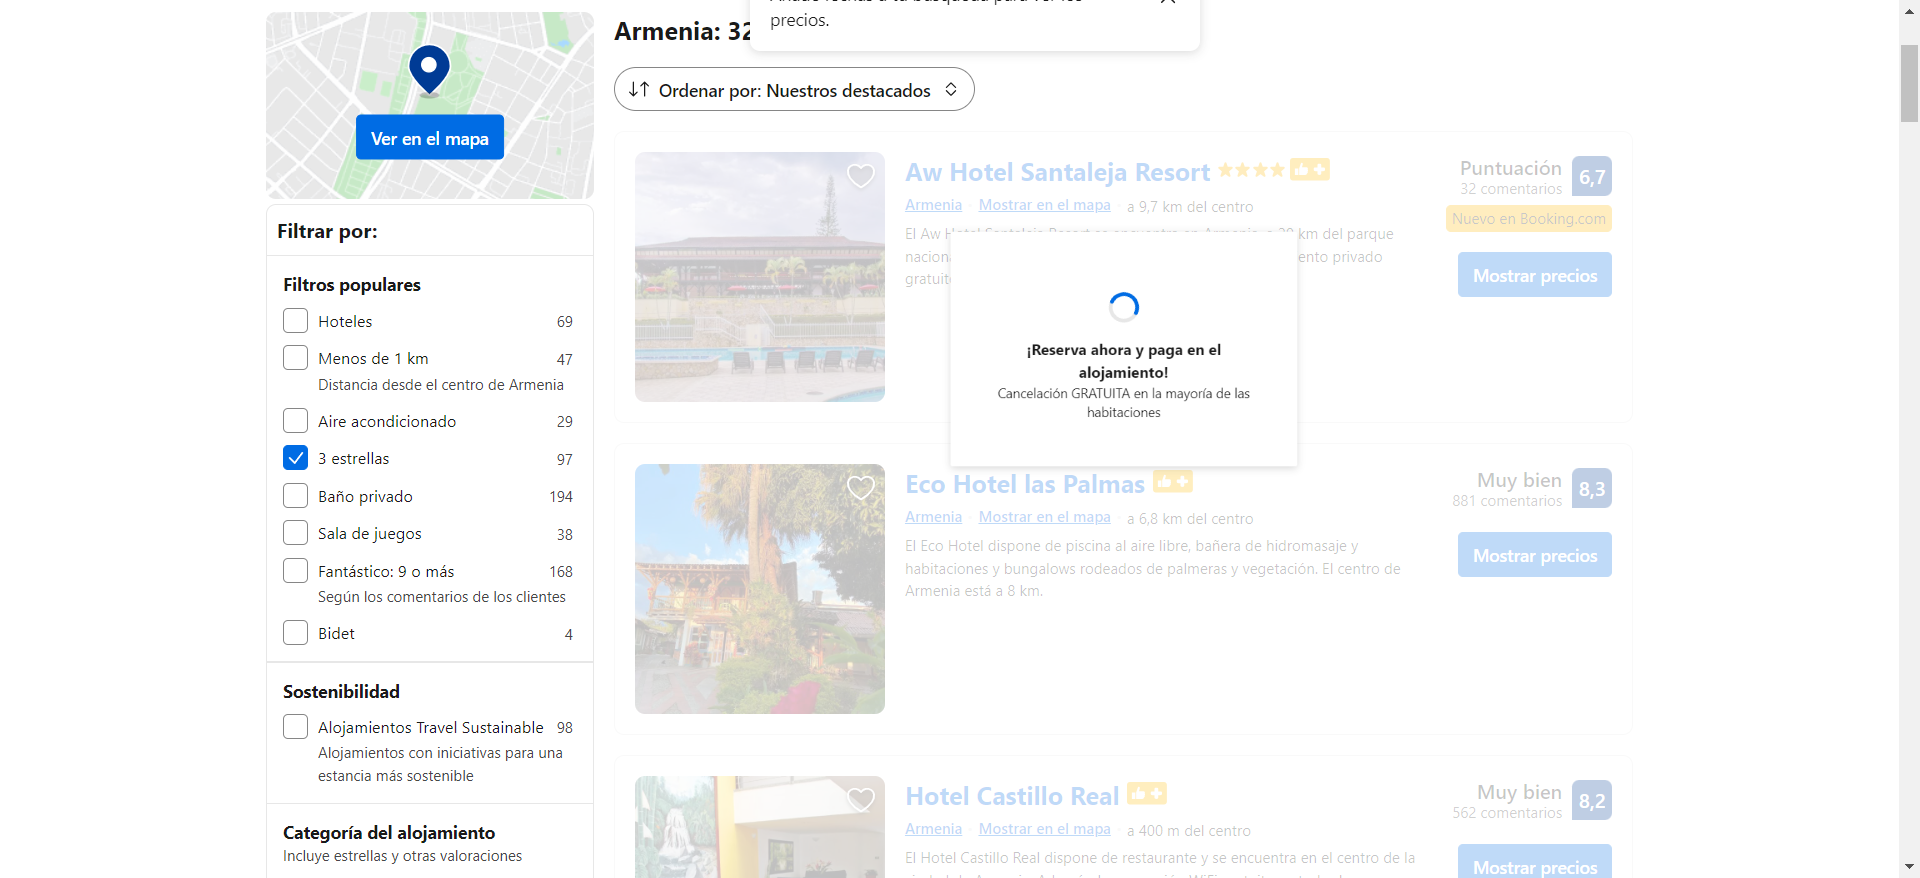 precios.
Armenia: 32
Ordenar por: Nuestros destacados
Ver en el mapa
Filtrar por:
Filtros populares
Hoteles 69
Menos de 1 km 47
Distancia desde el centro de Armenia
Aire acondicionado 29
3 estrellas 97
Baño privado 194
Sala de juegos 38
Fantástico: 9 o más 168
Según los comentarios de los clientes
Bidet 4
Sostenibilidad
Alojamientos Travel Sustainable 98
Alojamientos con iniciativas para una
estancia más sostenible
Categoría del alojamiento
Incluye estrellas y otras valoraciones
Aw Hotel Santaleja Resort
Puntuación 6,7
32 comentarios
Nuevo en Booking.com
Armenia Mostrar en el mapa a 9,7 km del centro
El Aw km del parque
ento privado
Mostrar precios
¡Reserva ahora y paga en el
alojamiento!
Cancelación GRATUITA en la mayoría de las
habitaciones
Eco Hotel las Palmas
Muy bien 8,3
881 comentarios
Armenia Mostrar en el mapa a 6,8 km del centro
El Eco Hotel dispone de piscina al aire libre, bañera de hidromasaje y
habitaciones y bungalows rodeados de palmeras y vegetación. El centro de
Armenia está a 8 km.
Mostrar precios
Hotel Castillo Real
Muy bien 8,2
562 comentarios
Armenia Mostrar en el mapa a 400 m del centro
El Hotel Castillo Real dispone de restaurante y se encuentra en el centro de la
Mostrar precios